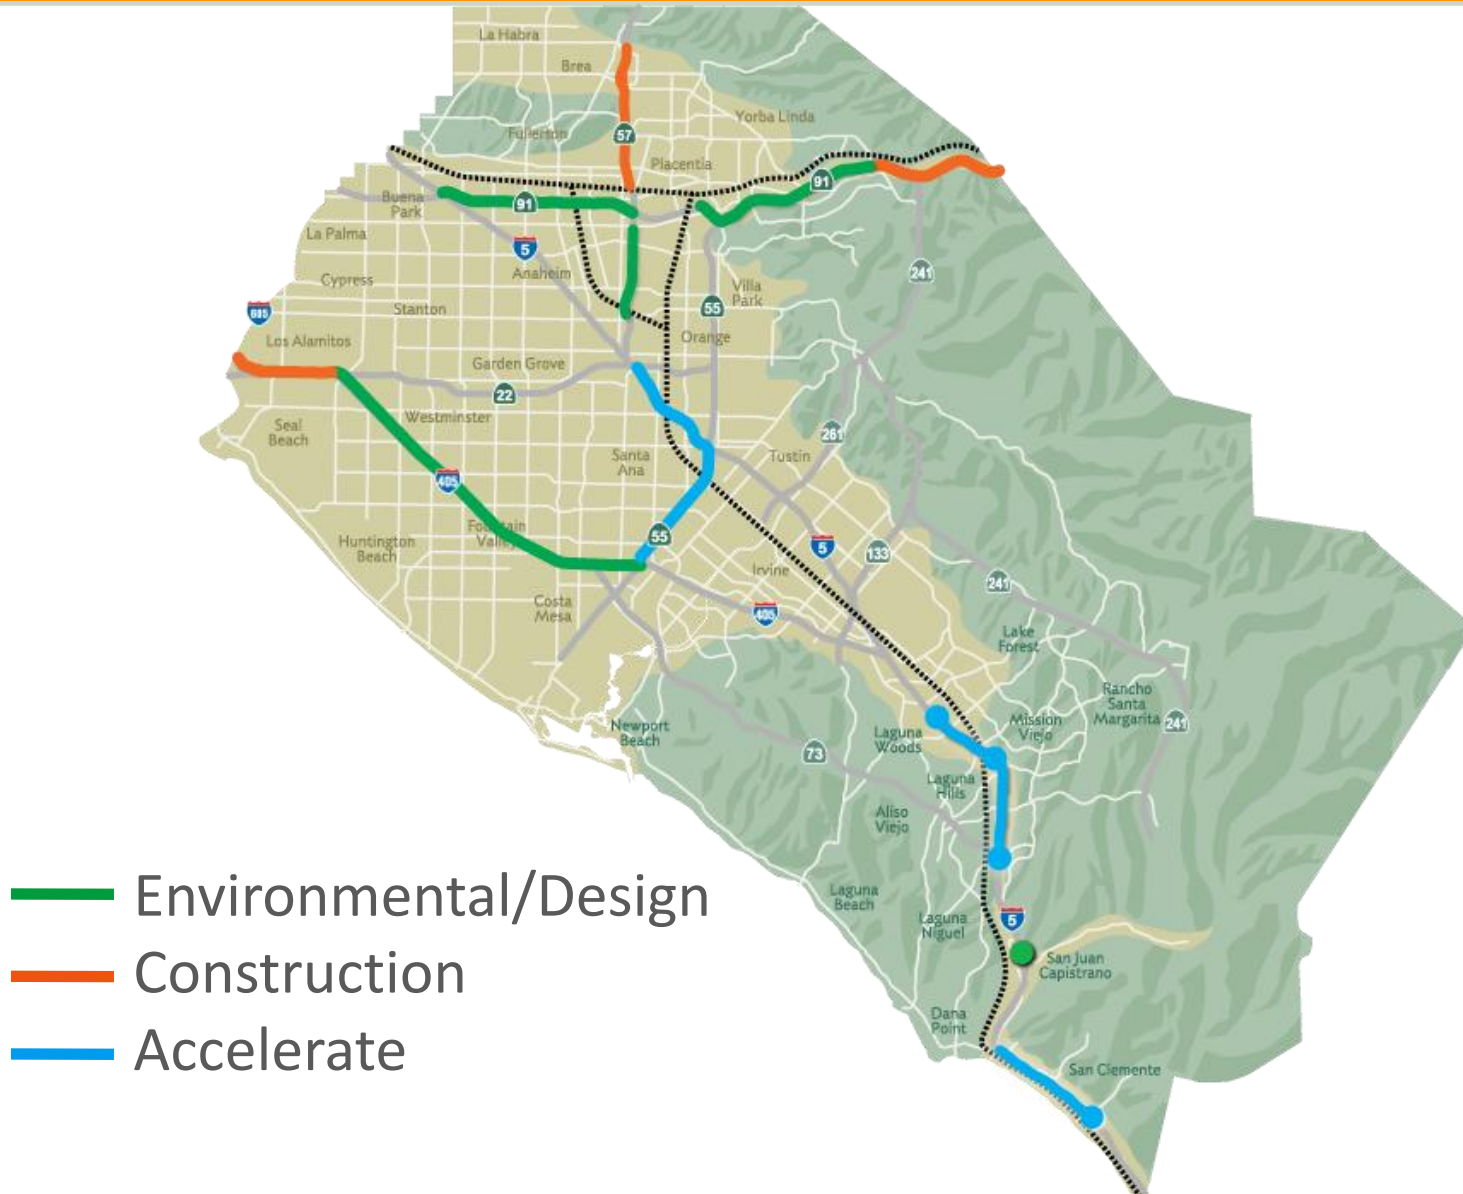 La Habra
Brea
Yorba Linda
Fullerton
57
Placentia
91
Buena
Park
91
La Palma
5
Anaheim
241
Cypress
Villa
Park
Stanton
55
605
Los Alamitos
Orange
Garden Grove
22
Westminster
Seal
Beach
261
Santa
Ana
Tustin
405
Fountain
Valley
55
Huntington
Beach
5
133
Irvine
241
Costa
Mesa
405
Lake
Forest
Rancho
Santa
Margarita
241
Newport
Beach
Mission
Viejo
Laguna
Woods
73
Laguna
Hills
Aliso
Viejo
Laguna
Beach
Laguna
Niguel
5
San Juan
Capistrano
Dana
Point
San Clemente
Environmental/Design
Construction
Accelerate